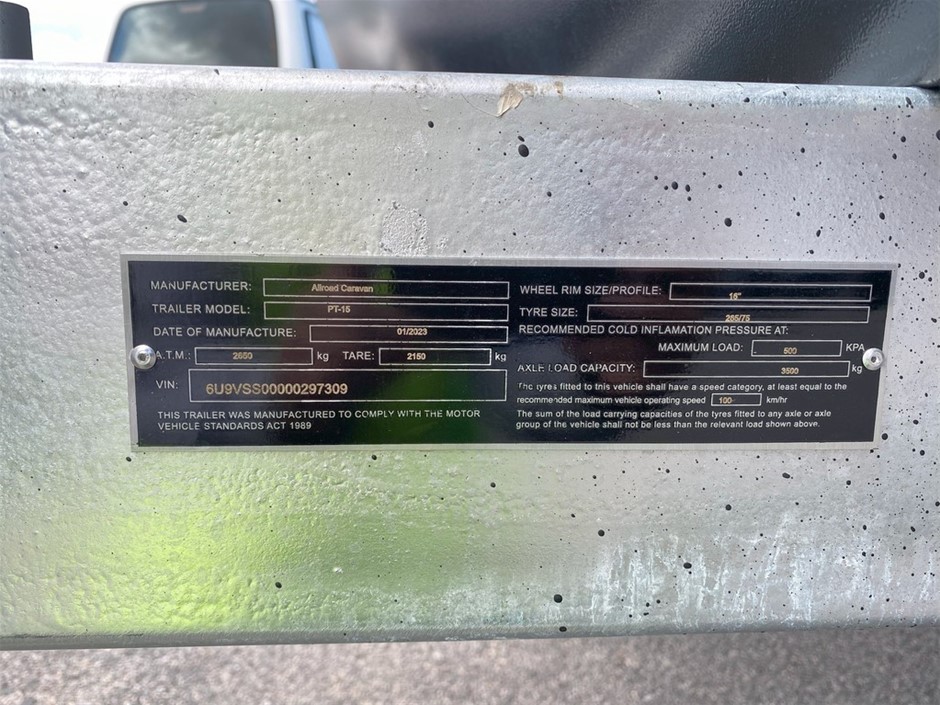 MANUFACTURER: Allroad Caravan
TRAILER MODEL: PT-15
DATE OF MANUFACTURE: 01/2023
A.T.M.: 2650 kg TARE: 2150 kg
VIN: 6U9VSS00000297309
THIS TRAILER WAS MANUFACTURED TO COMPLY WITH THE MOTOR
VEHICLE STANDARDS ACT 1989
WHEEL RIM SIZE/PROFILE: 16"
TYRE SIZE: 265/75
RECOMMENDED COLD INFLAMATION PRESSURE AT:
MAXIMUM LOAD: 500 KPA
AXLE LOAD CAPACITY: 3500 kg
The tyres fitted to this vehicle shall have a speed category, at least equal to the
recommended maximum vehicle operating speed 100 km/hr
The sum of the load carrying capacities of the tyres fitted to any axle or axle
group of the vehicle shall not be less than the relevant load shown above.